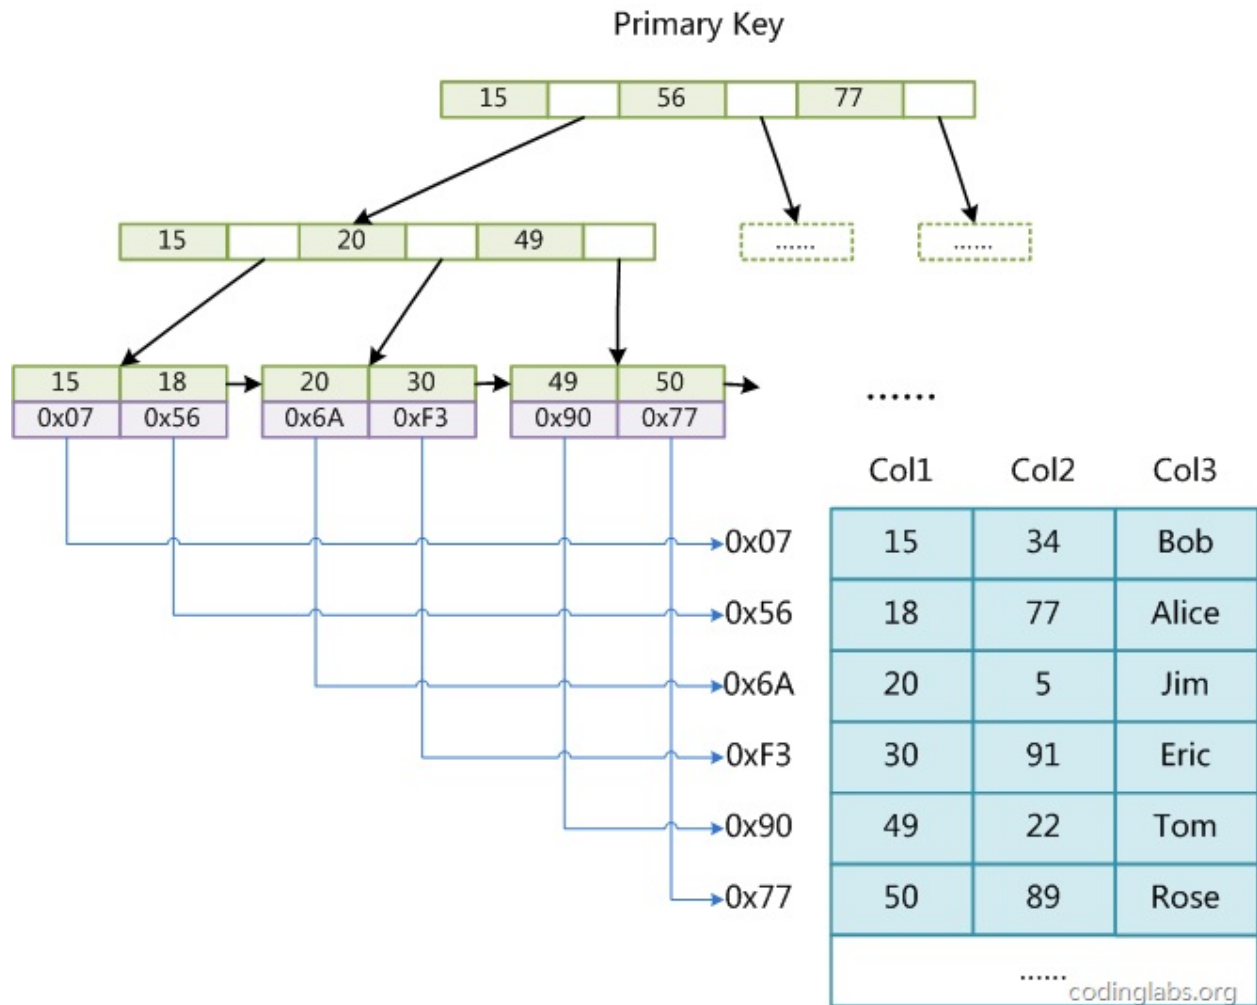 Primary Key
15 56 77
15 20 49
...... ......
15 18 20 30 49 50
0x07 0x56 0x6A 0xF3 0x90 0x77
......
Col1 Col2 Col3
0x07 15 34 Bob
0x56 18 77 Alice
0x6A 20 5 Jim
0xF3 30 91 Eric
0x90 49 22 Tom
0x77 50 89 Rose
......
codinglabs.org